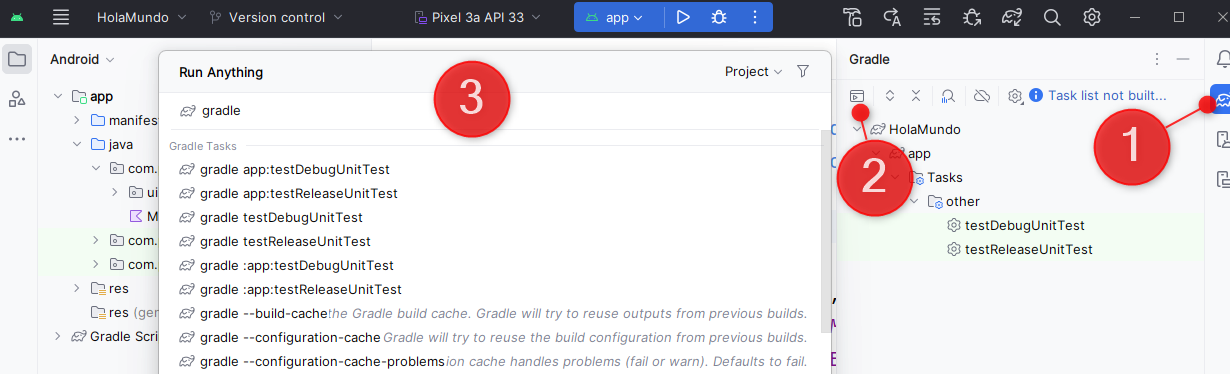 HolaMundo Version control Pixel 3a API 33 app
Android
app
manifes
java
com.
ui
M
com.
com.
res
res (ger
Gradle Scri
Run Anything Project
3
gradle
Gradle Tasks
gradle app:testDebugUnitTest
gradle app:testReleaseUnitTest
gradle testDebugUnitTest
gradle testReleaseUnitTest
gradle :app:testDebugUnitTest
gradle :app:testReleaseUnitTest
gradle --build-cache the Gradle build cache. Gradle will try to reuse outputs from previous builds.
gradle --configuration-cache Gradle will try to reuse the build configuration from previous builds.
gradle --configuration-cache-problems ion cache handles problems (fail or warn). Defaults to fail.
Gradle
Task list not built...
1
2
HolaMundo
app
Tasks
other
testDebugUnitTest
testReleaseUnitTest